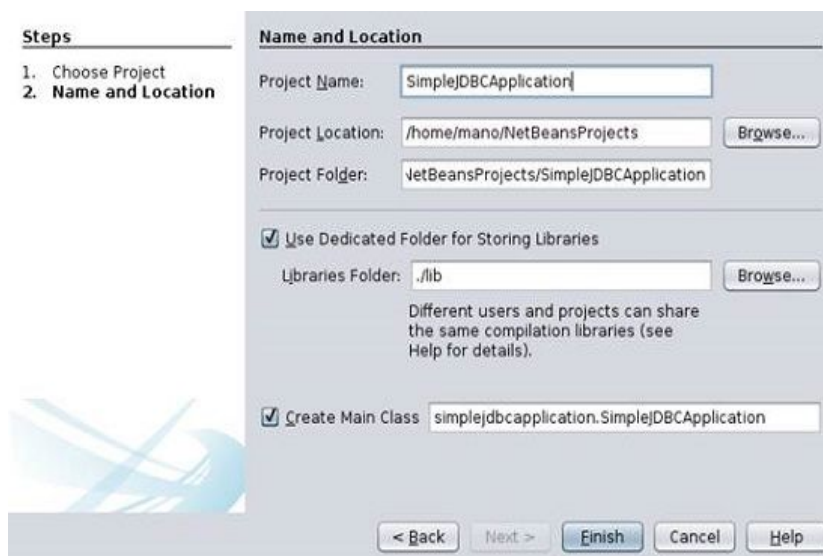 Steps
1. Choose Project
2. Name and Location
Name and Location
Project Name: SimpleJDBCApplication
Project Location: /home/mano/NetBeansProjects Browse...
Project Folder: NetBeansProjects/SimpleJDBCApplication
Use Dedicated Folder for Storing Libraries
Libraries Folder: ./lib Browse...
Different users and projects can share
the same compilation libraries (see
Help for details).
Create Main Class simplejdbcapplication.SimpleJDBCApplication
< Back Next > Finish Cancel Help